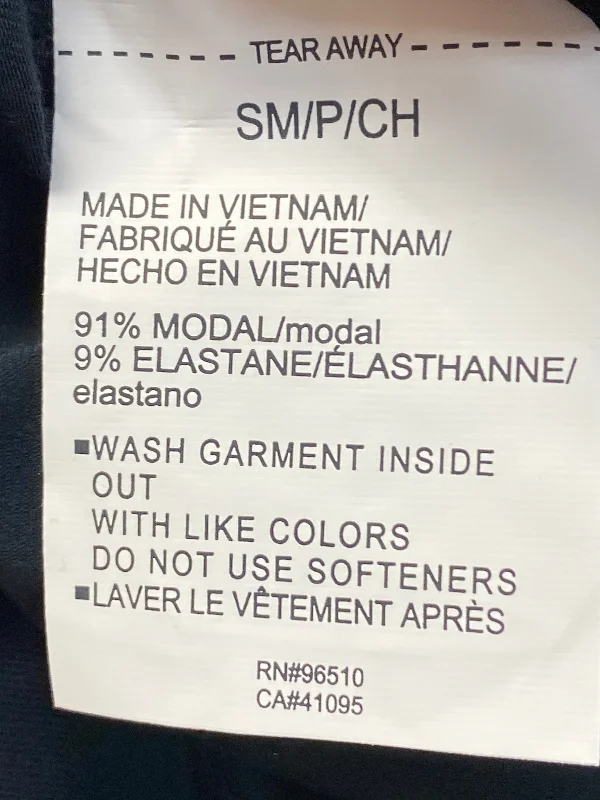 TEAR AWAY
SM/P/CH
MADE IN VIETNAM/
FABRIQUÉ AU VIETNAM/
HECHO EN VIETNAM
91% MODAL/modal
9% ELASTANE/ÉLASTHANNE/
elastano
■WASH GARMENT INSIDE
OUT
WITH LIKE COLORS
DO NOT USE SOFTENERS
■LAVER LE VÊTEMENT APRÈS
RN#96510
CA#41095